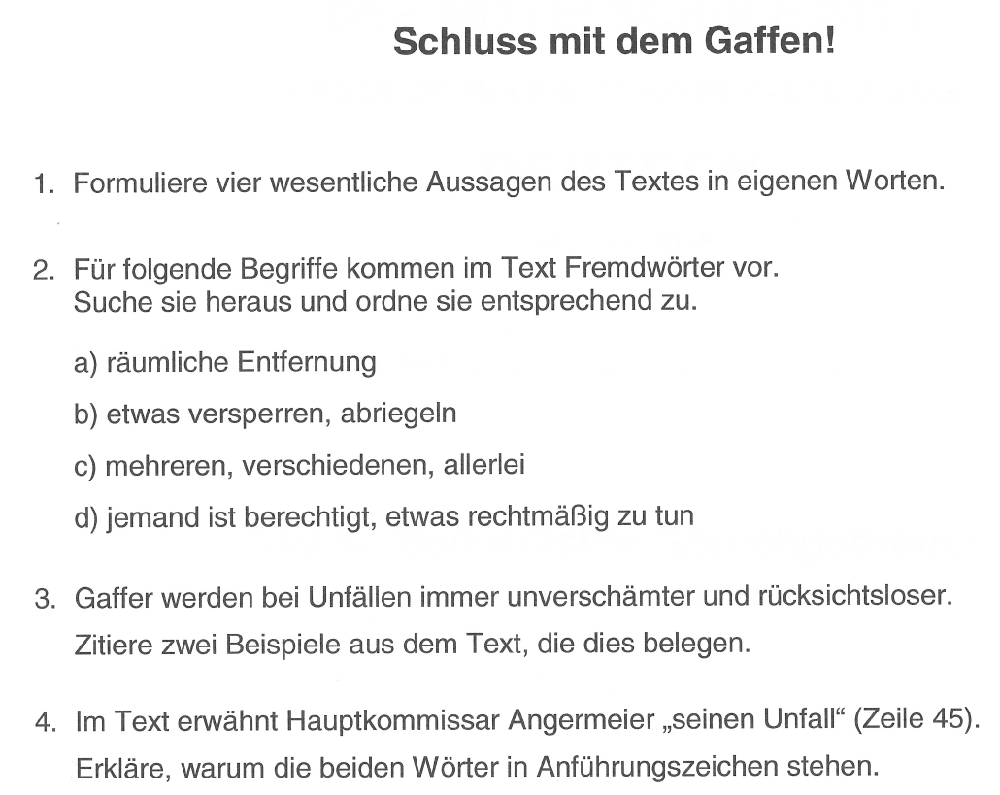 Schluss mit dem Gaffen!
1. Formuliere vier wesentliche Aussagen des Textes in eigenen Worten.
2. Für folgende Begriffe kommen im Text Fremdwörter vor.
Suche sie heraus und ordne sie entsprechend zu.
a) räumliche Entfernung
b) etwas versperren, abriegeln
c) mehreren, verschiedenen, allerlei
d) jemand ist berechtigt, etwas rechtmäßig zu tun
3. Gaffer werden bei Unfällen immer unverschämter und rücksichtsloser.
Zitiere zwei Beispiele aus dem Text, die dies belegen.
4. Im Text erwähnt Hauptkommissar Angermeier „seinen Unfall“ (Zeile 45).
Erkläre, warum die beiden Wörter in Anführungszeichen stehen.